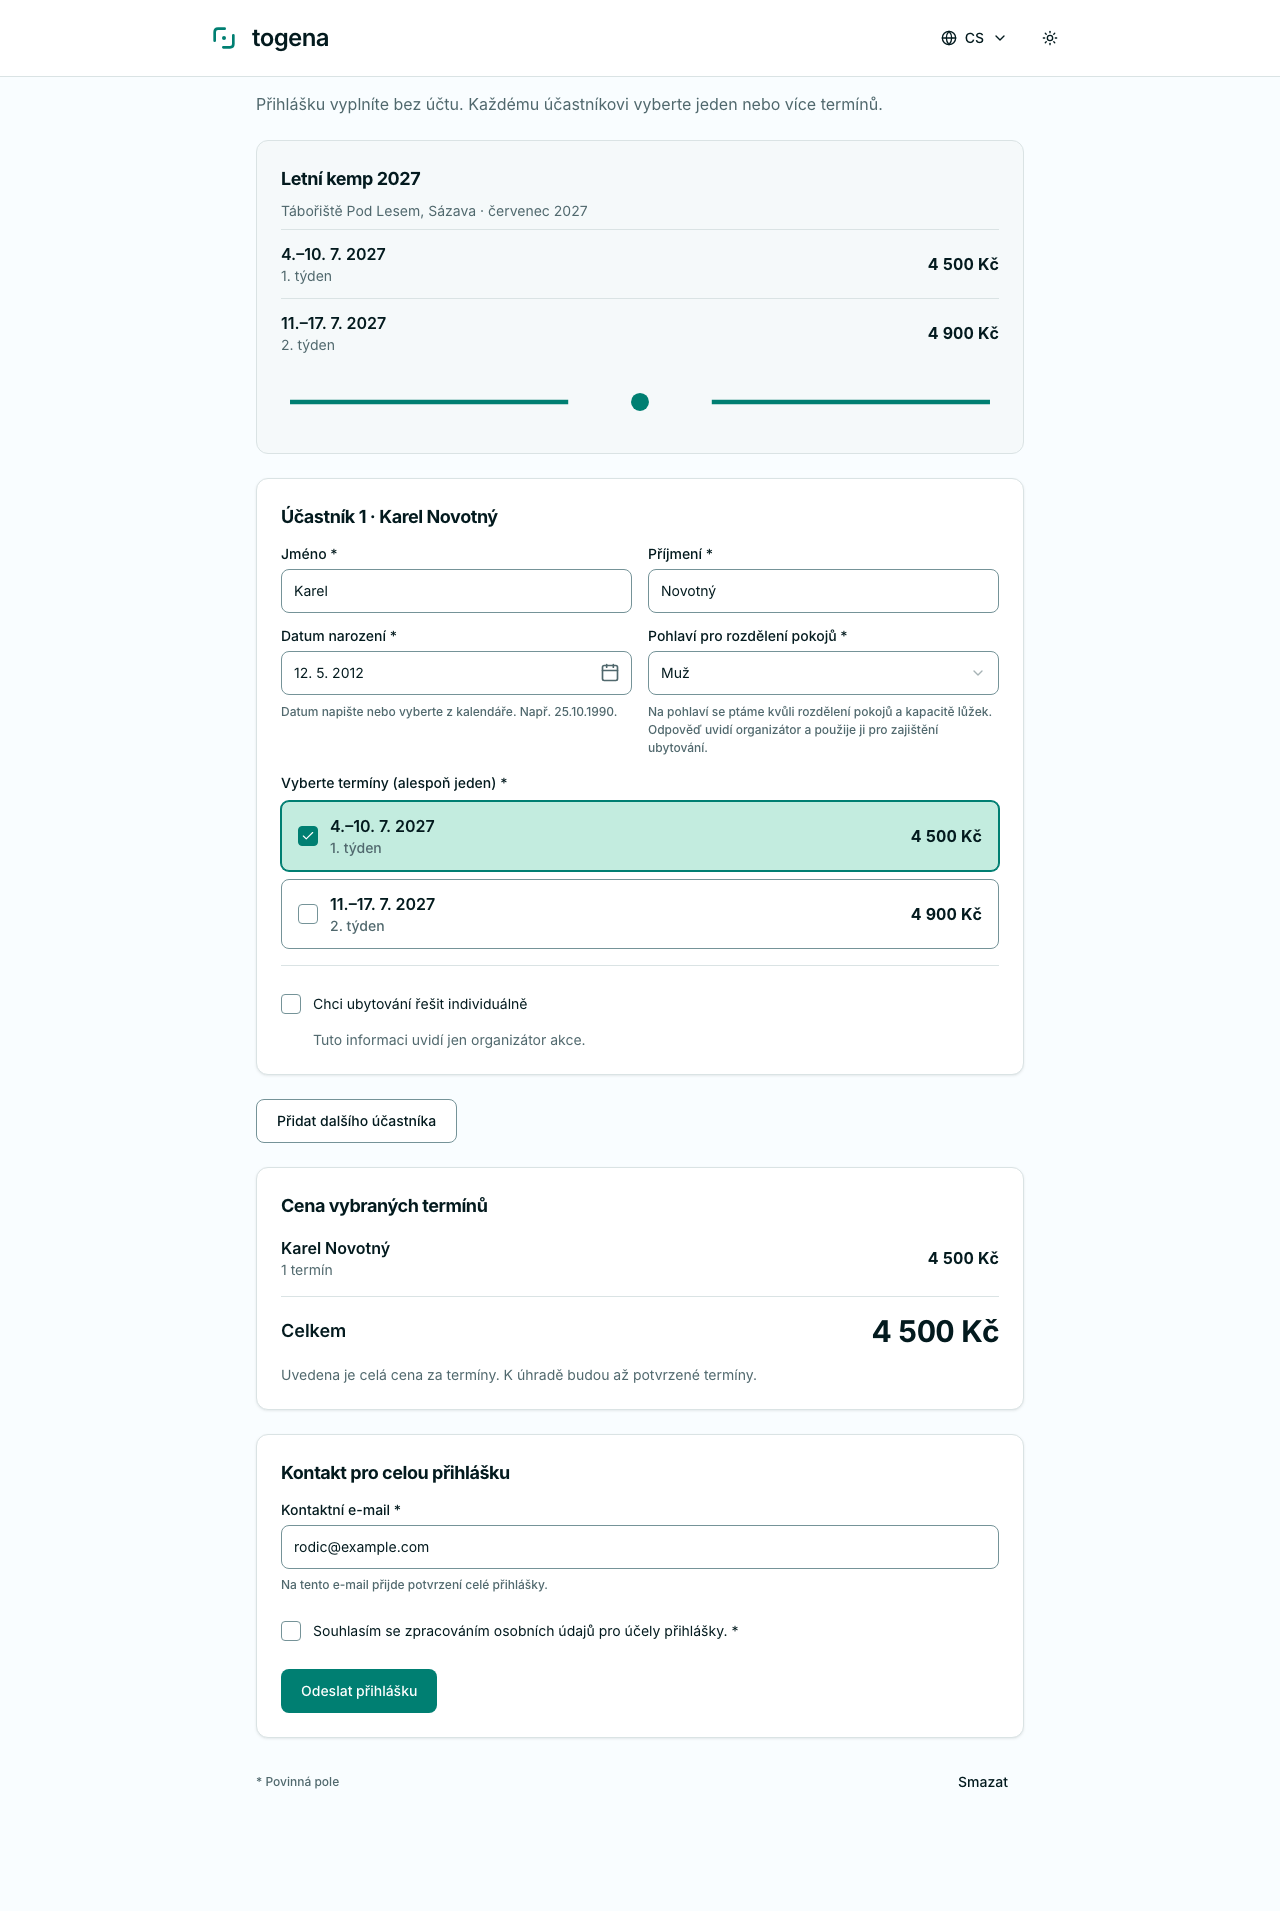 togena
CS
Přihlášku vyplníte bez účtu. Každému účastníkovi vyberte jeden nebo více termínů.
Letní kemp 2027
Tábořiště Pod Lesem, Sázava · červenec 2027
4.–10. 7. 2027
1. týden
4 500 Kč
11.–17. 7. 2027
2. týden
4 900 Kč
Účastník 1 · Karel Novotný
Jméno *
Příjmení *
Karel
Novotný
Datum narození *
Pohlaví pro rozdělení pokojů *
12. 5. 2012
Muž
Datum napište nebo vyberte z kalendáře. Např. 25.10.1990.
Na pohlaví se ptáme kvůli rozdělení pokojů a kapacitě lůžek.
Odpověď uvidí organizátor a použije ji pro zajištění
ubytování.
Vyberte termíny (alespoň jeden) *
4.–10. 7. 2027
1. týden
4 500 Kč
11.–17. 7. 2027
2. týden
4 900 Kč
Chci ubytování řešit individuálně
Tuto informaci uvidí jen organizátor akce.
Přidat dalšího účastníka
Cena vybraných termínů
Karel Novotný
1 termín
4 500 Kč
Celkem
4 500 Kč
Uvedena je celá cena za termíny. K úhradě budou až potvrzené termíny.
Kontakt pro celou přihlášku
Kontaktní e-mail *
rodic@example.com
Na tento e-mail přijde potvrzení celé přihlášky.
Souhlasím se zpracováním osobních údajů pro účely přihlášky. *
Odeslat přihlášku
* Povinná pole
Smazat